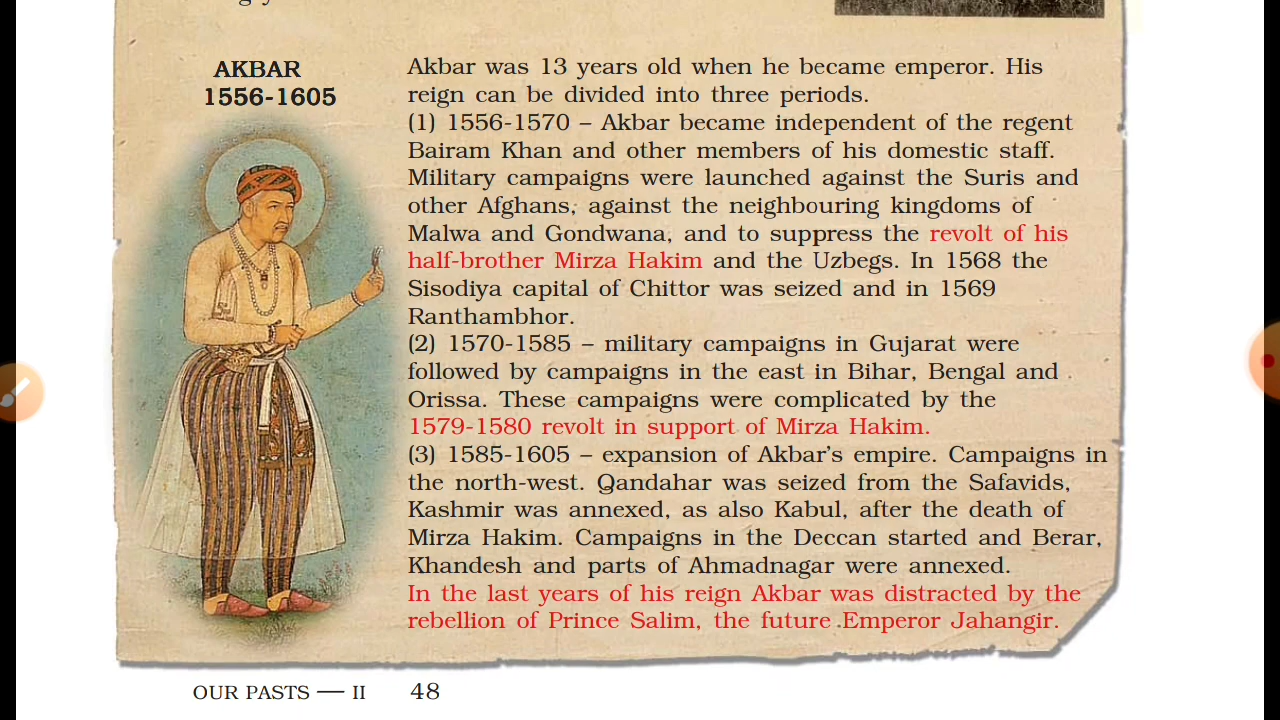 AKBAR
1556-1605
Akbar was 13 years old when he became emperor. His
reign can be divided into three periods.
(1) 1556-1570 – Akbar became independent of the regent
Bairam Khan and other members of his domestic staff.
Military campaigns were launched against the Suris and
other Afghans, against the neighbouring kingdoms of
Malwa and Gondwana, and to suppress the revolt of his
half-brother Mirza Hakim and the Uzbegs. In 1568 the
Sisodiya capital of Chittor was seized and in 1569
Ranthambhor.
(2) 1570-1585 – military campaigns in Gujarat were
followed by campaigns in the east in Bihar, Bengal and
Orissa. These campaigns were complicated by the
1579-1580 revolt in support of Mirza Hakim.
(3) 1585-1605 – expansion of Akbar's empire. Campaigns in
the north-west. Qandahar was seized from the Safavids,
Kashmir was annexed, as also Kabul, after the death of
Mirza Hakim. Campaigns in the Deccan started and Berar,
Khandesh and parts of Ahmadnagar were annexed.
In the last years of his reign Akbar was distracted by the
rebellion of Prince Salim, the future Emperor Jahangir.
OUR PASTS — II 48